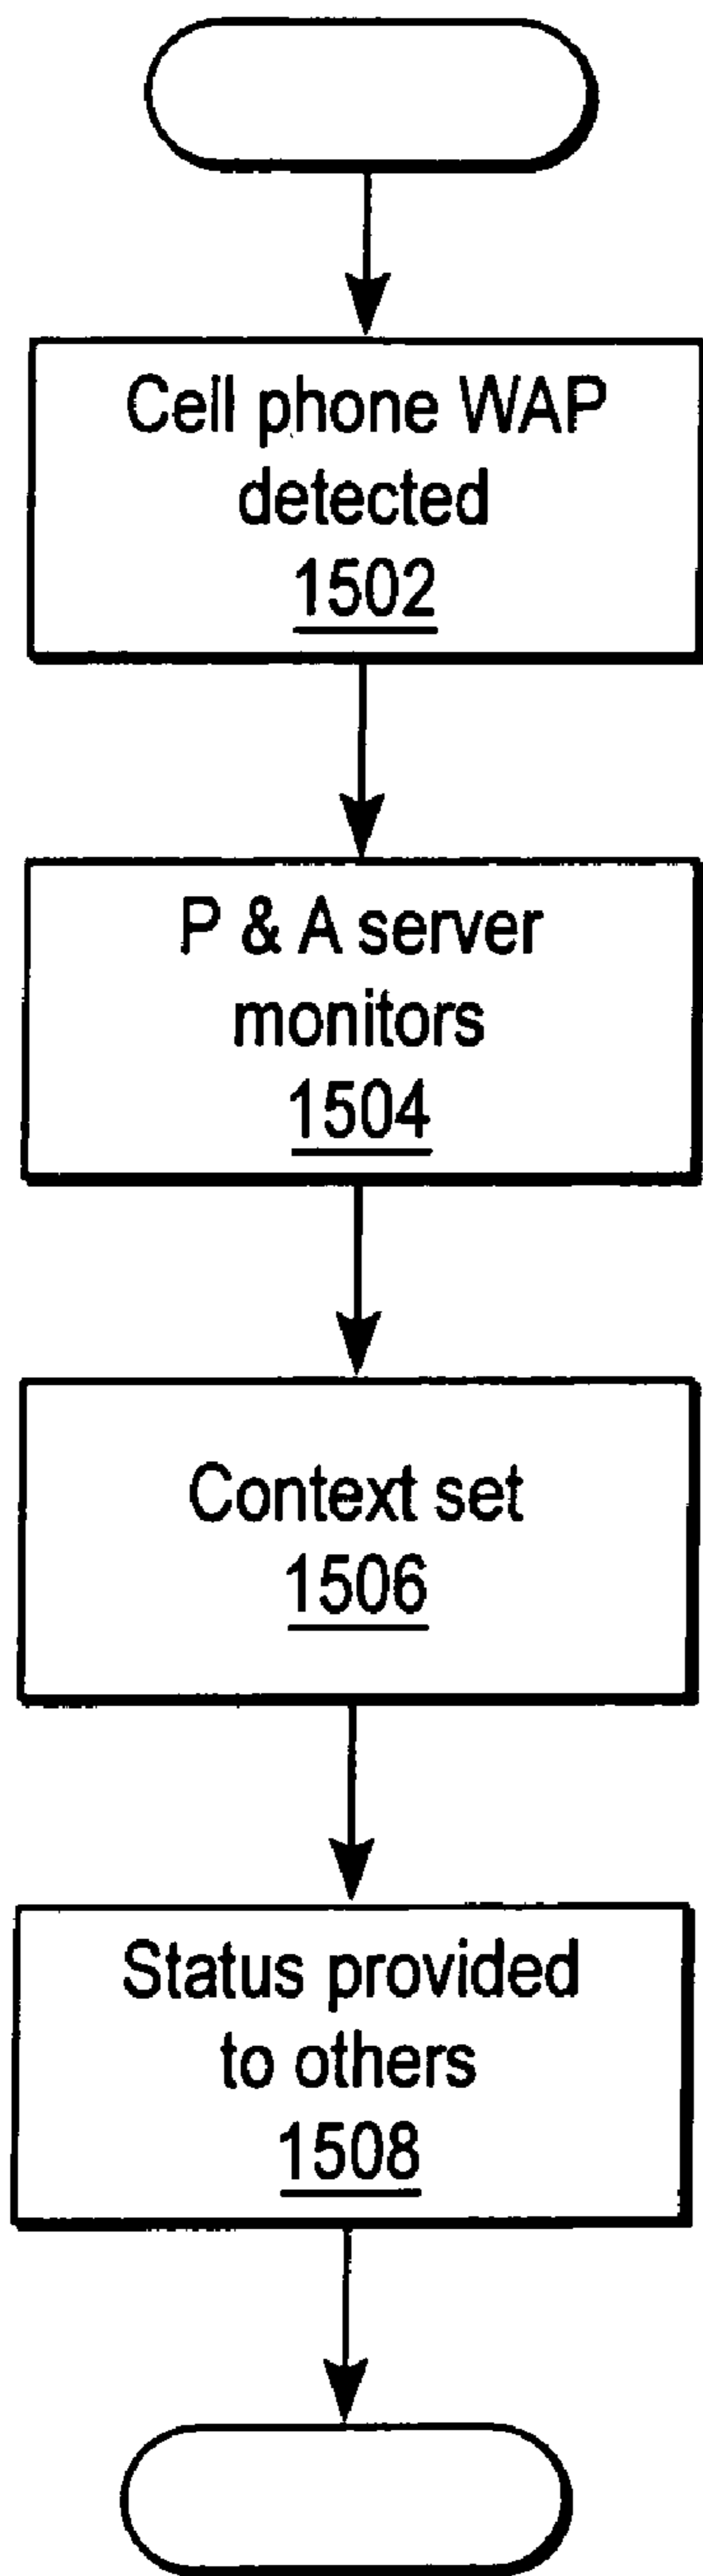 Cell phone WAP
detected
1502
P & A server
monitors
1504
Context set
1506
Status provided
to others
1508